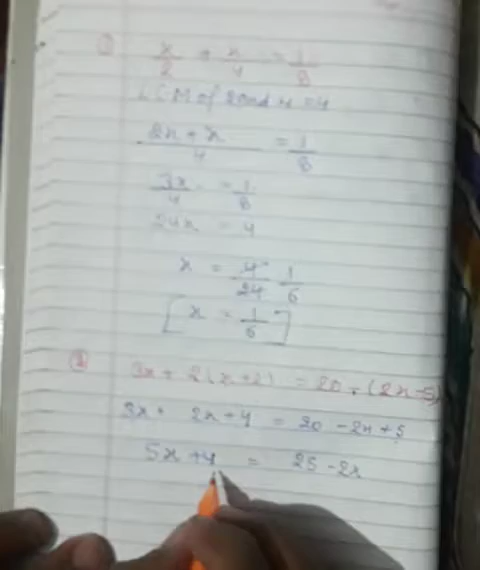 ① x/2 + x/4 = 1/8
LCM of 2 and 4 = 4
2x + x / 4 = 1/8
3x/4 = 1/8
24x = 4
x = 4/24 1/6
[x = 1/6]
② 3x + 2(x+2) = 20 - (2x-5)
3x + 2x + 4 = 20 - 2x + 5
5x + 4 = 25 - 2x